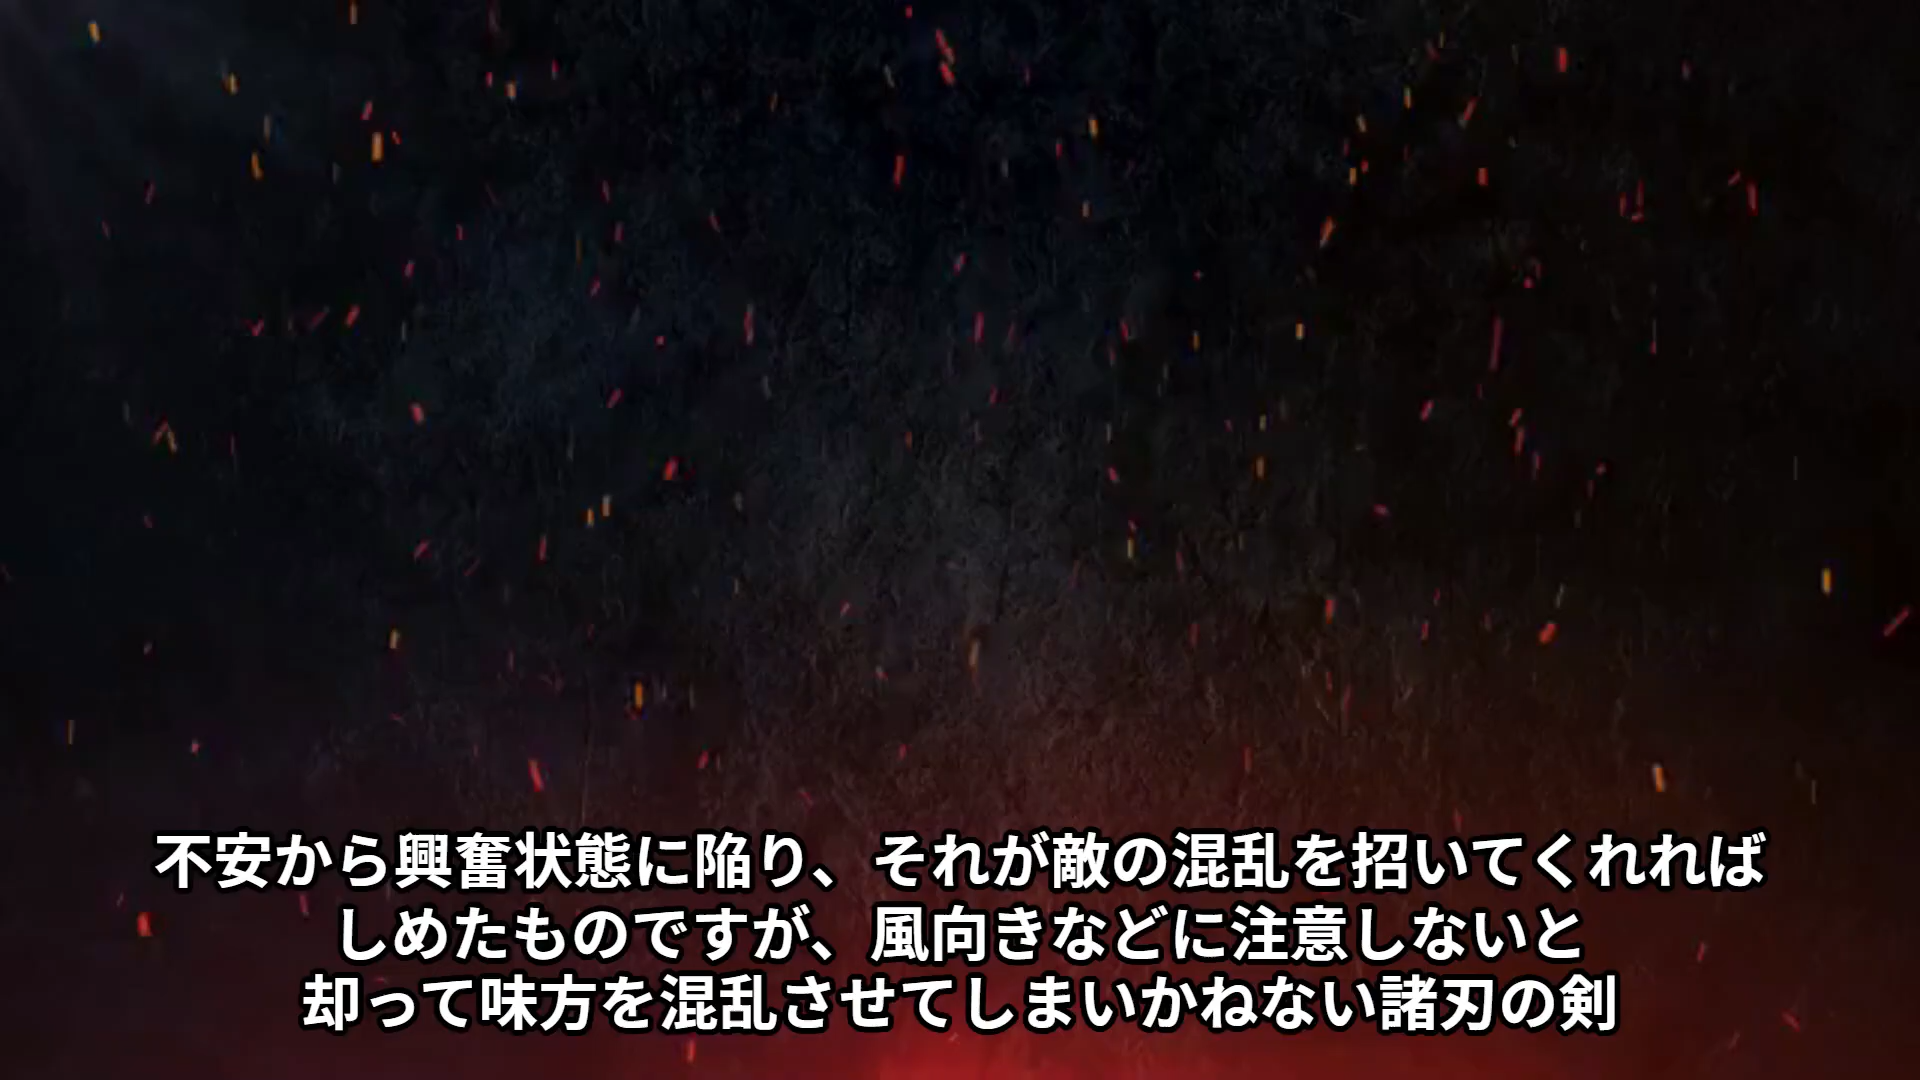 不安から興奮状態に陥り、それが敵の混乱を招いてくれれば
しめたものですが、風向きなどに注意しないと
却って味方を混乱させてしまいかねない諸刃の剣